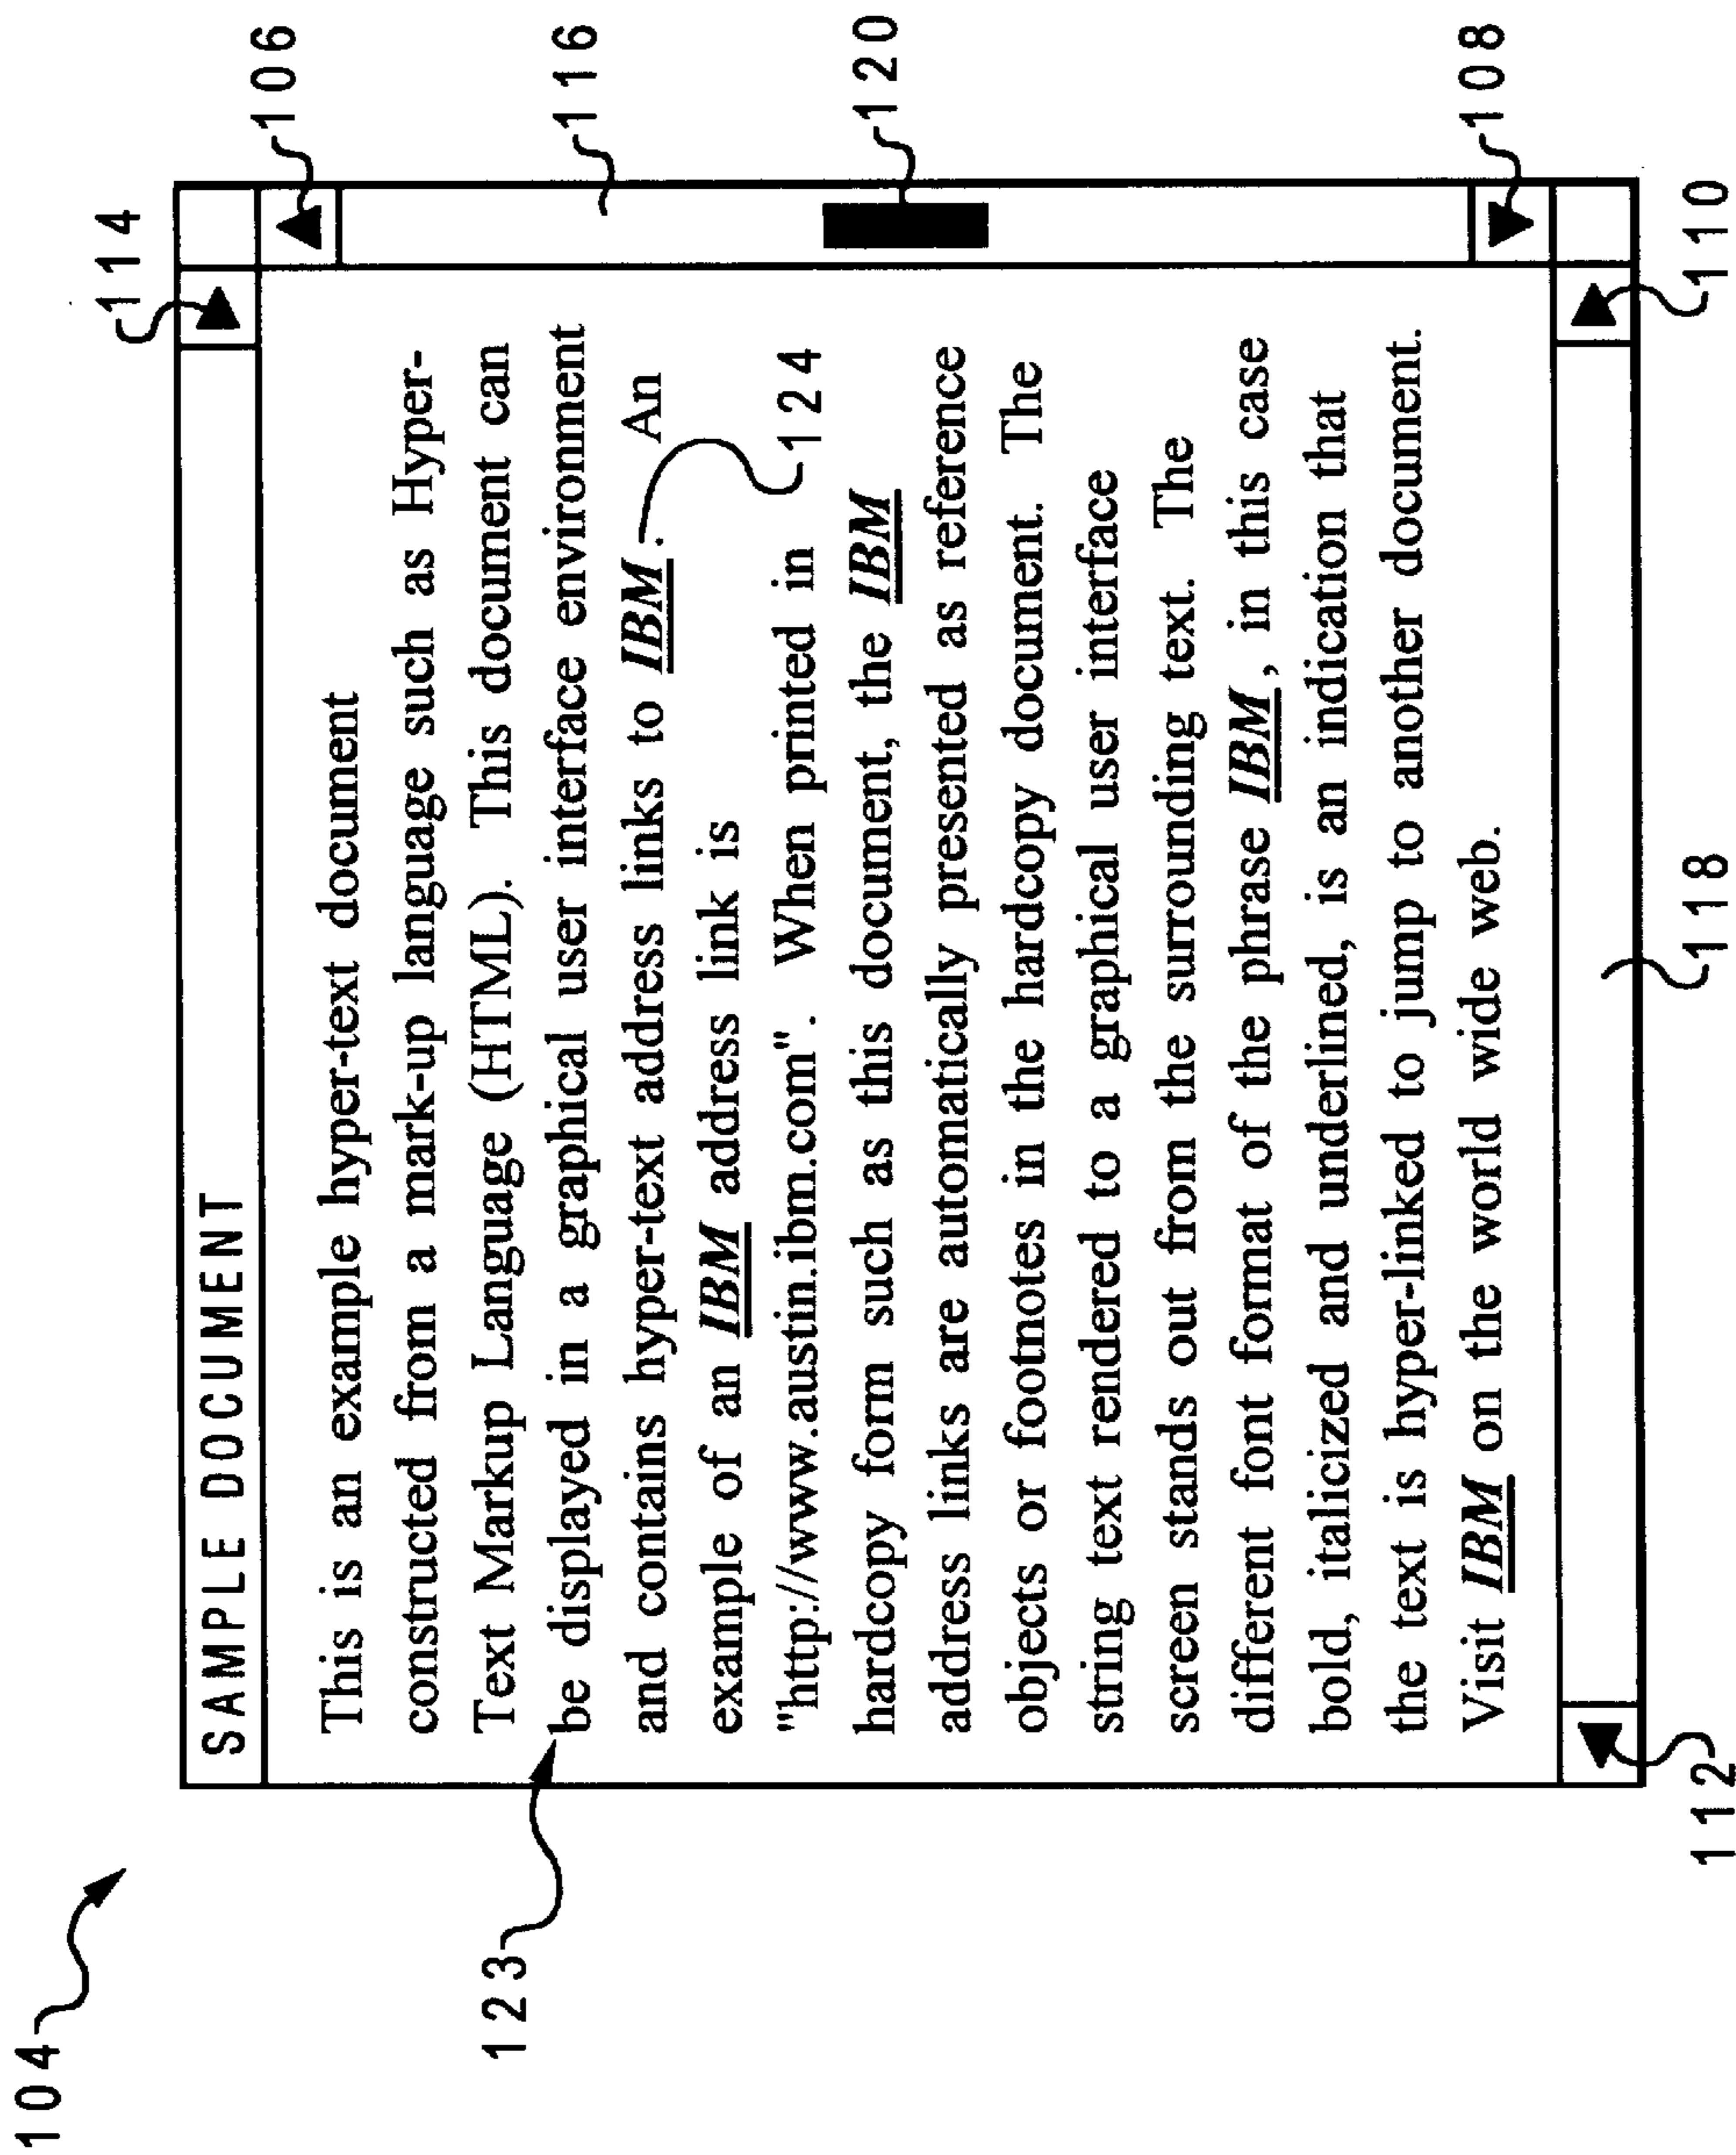 104
114
SAMPLE DOCUMENT
106
This is an example hyper-text document
constructed from a mark-up language such as Hyper-
Text Markup Language (HTML). This document can
123
be displayed in a graphical user interface environment
116
and contains hyper-text address links to IBM. An
example of an IBM address link is
124
"http://www.austin.ibm.com". When printed in
hardcopy form such as this document, the IBM
120
address links are automatically presented as reference
objects or footnotes in the hardcopy document. The
string text rendered to a graphical user interface
screen stands out from the surrounding text. The
different font format of the phrase IBM, in this case
bold, italicized and underlined, is an indication that
the text is hyper-linked to jump to another document.
Visit IBM on the world wide web.
108
112
118
110